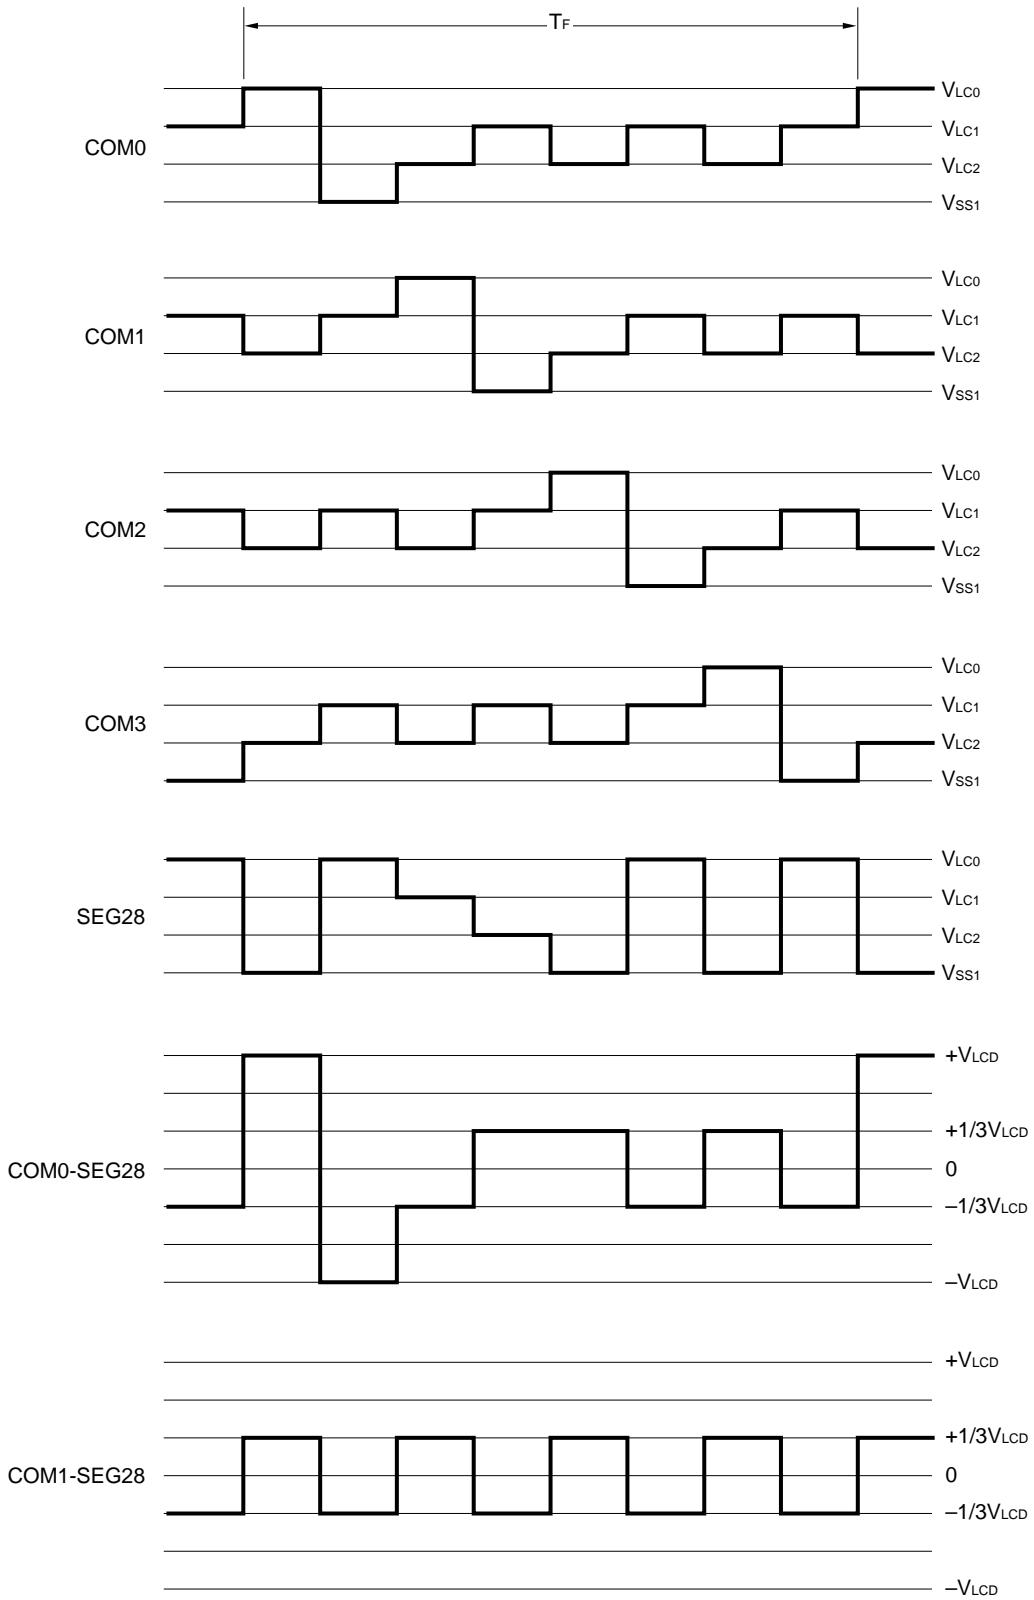 TF
VLC0
VLC1
COM0
VLC2
VSS1
VLC0
VLC1
COM1
VLC2
VSS1
VLC0
VLC1
COM2
VLC2
VSS1
VLC0
VLC1
COM3
VLC2
VSS1
VLC0
VLC1
SEG28
VLC2
VSS1
+VLCD
+1/3VLCD
COM0-SEG28
0
–1/3VLCD
–VLCD
+VLCD
+1/3VLCD
COM1-SEG28
0
–1/3VLCD
–VLCD